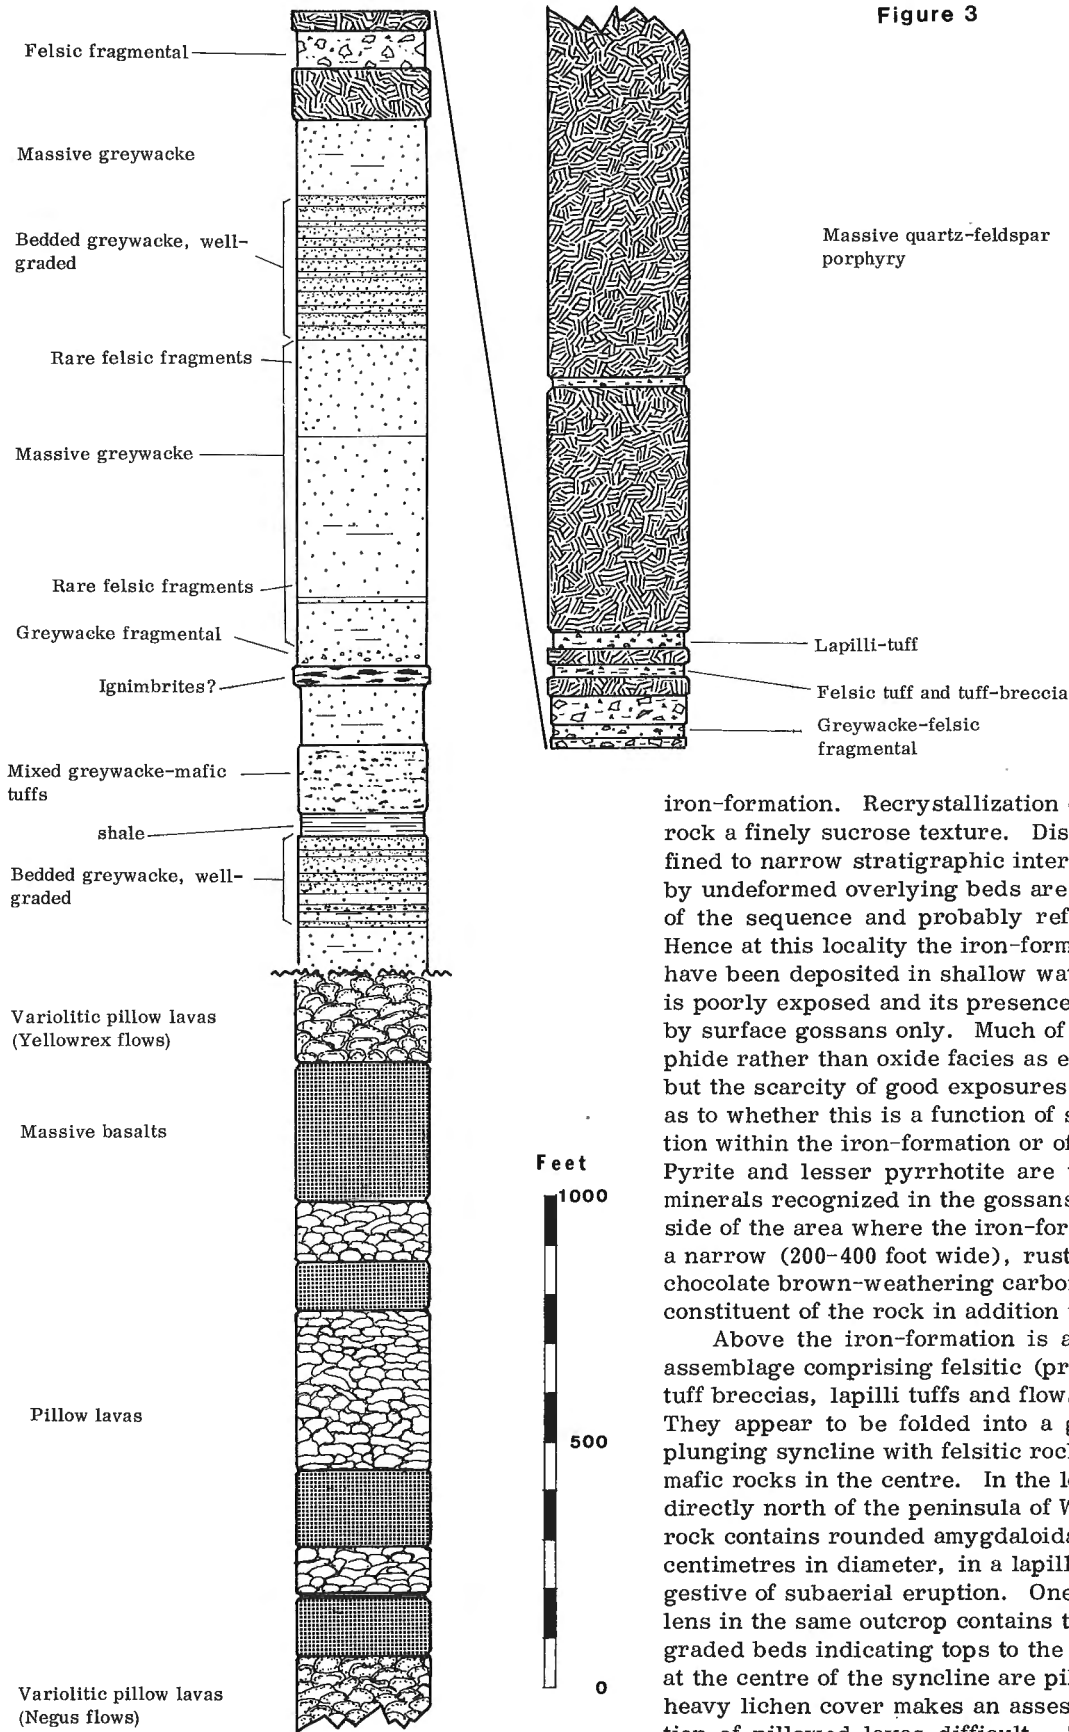 Figure 3
Felsic fragmental
Massive greywacke
Bedded greywacke, well-
graded
Rare felsic fragments
Massive greywacke
Rare felsic fragments
Greywacke fragmental
Ignimbrites?
Mixed greywacke-mafic
tuffs
shale
Bedded greywacke, well-
graded
Variolitic pillow lavas
(Yellowrex flows)
Massive basalts
Pillow lavas
Variolitic pillow lavas
(Negus flows)
Massive quartz-feldspar
porphyry
Lapilli-tuff
Felsic tuff and tuff-breccia
Greywacke-felsic
fragmental
Feet
1000
500
0
iron-formation. Recrystallization
rock a finely sucrose texture. Dis
fined to narrow stratigraphic inter
by undeformed overlying beds are
of the sequence and probably ref
Hence at this locality the iron-form
have been deposited in shallow wat
is poorly exposed and its presence
by surface gossans only. Much of
phide rather than oxide facies as e
but the scarcity of good exposures
as to whether this is a function of s
tion within the iron-formation or of
Pyrite and lesser pyrrhotite are
minerals recognized in the gossans
side of the area where the iron-for
a narrow (200-400 foot wide), rust
chocolate brown-weathering carbon
constituent of the rock in addition
Above the iron-formation is a
assemblage comprising felsitic (pr
tuff breccias, lapilli tuffs and flow
They appear to be folded into a g
plunging syncline with felsitic roc
mafic rocks in the centre. In the l
directly north of the peninsula of W
rock contains rounded amygdaloida
centimetres in diameter, in a lapill
gestive of subaerial eruption. One
lens in the same outcrop contains t
graded beds indicating tops to the
at the centre of the syncline are pil
heavy lichen cover makes an asses
tion of pillowed lavas difficult.